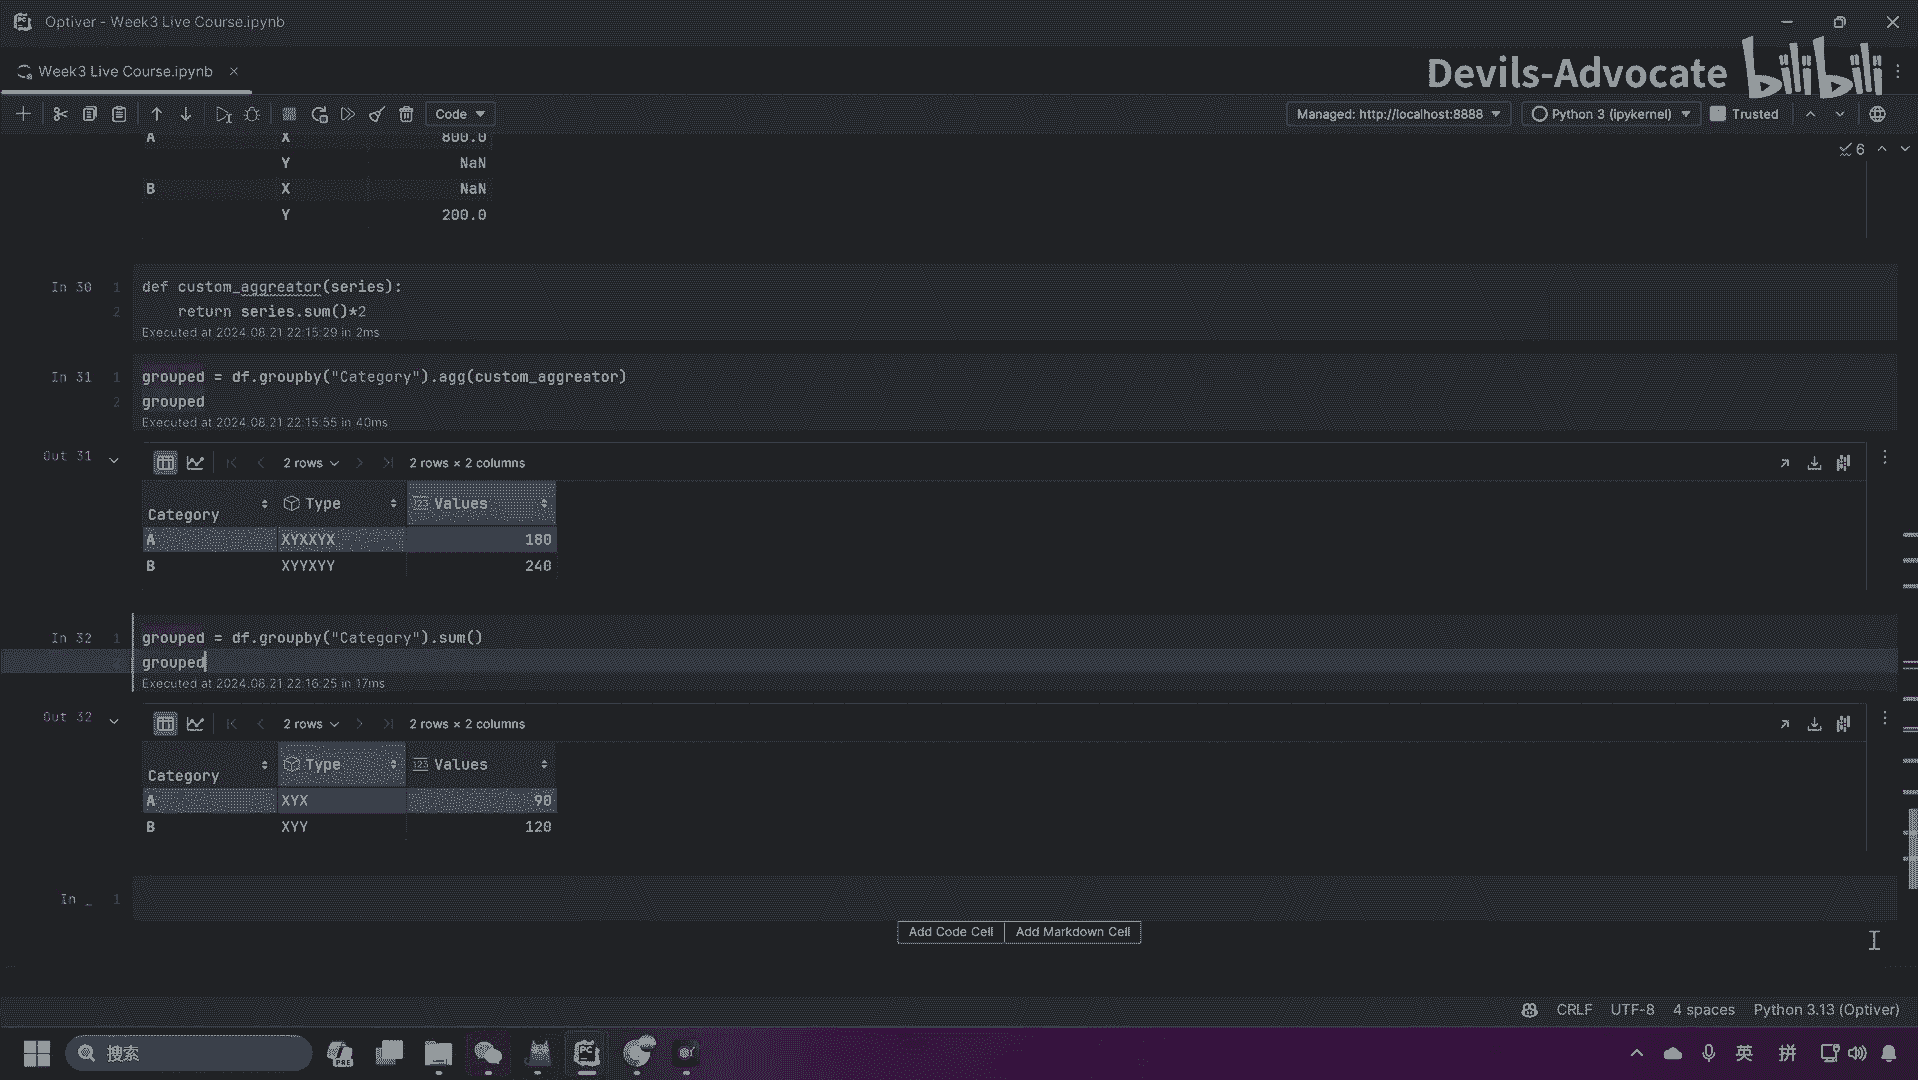 Optiver - Week3 Live Course.ipynb
Week3 Live Course.ipynb
Devils-Advocate bilibili
Code
Managed: http://localhost:8888
Python 3 (ipykernel)
Trusted
6
A X 800.0
Y NaN
B X NaN
Y 200.0
In 30
1 def custom_aggreator(series):
2 return series.sum()*2
Executed at 2024.08.21 22:15:29 in 2ms
In 31
1 grouped = df.groupby("Category").agg(custom_aggreator)
2 grouped
Executed at 2024.08.21 22:15:55 in 40ms
Out 31
2 rows
2 rows × 2 columns
Category Type 123 Values
A XYXXYX 180
B XYYXYY 240
In 32
1 grouped = df.groupby("Category").sum()
2 grouped
Executed at 2024.08.21 22:16:25 in 17ms
Out 32
2 rows
2 rows × 2 columns
Category Type 123 Values
A XYX 90
B XYY 120
In _ 1
Add Code Cell Add Markdown Cell
CRLF UTF-8 4 spaces Python 3.13 (Optiver)
搜索
PRE
PC
英
拼